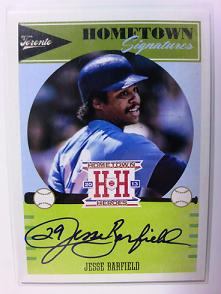 Toronto
HOMETOWN
Signatures
HOMETOWN
20 H H 13
HEROES
29 Jesse Barfield
JESSE BARFIELD